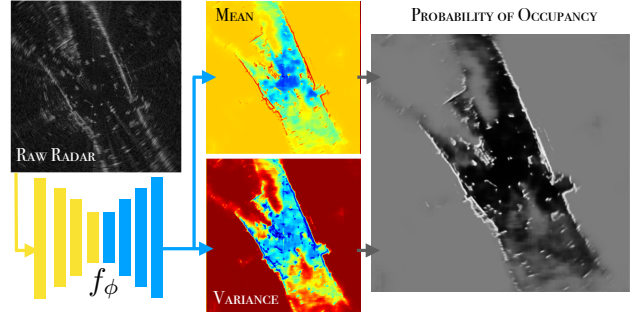 Mean
Probability of Occupancy
Raw Radar
fϕ
Variance